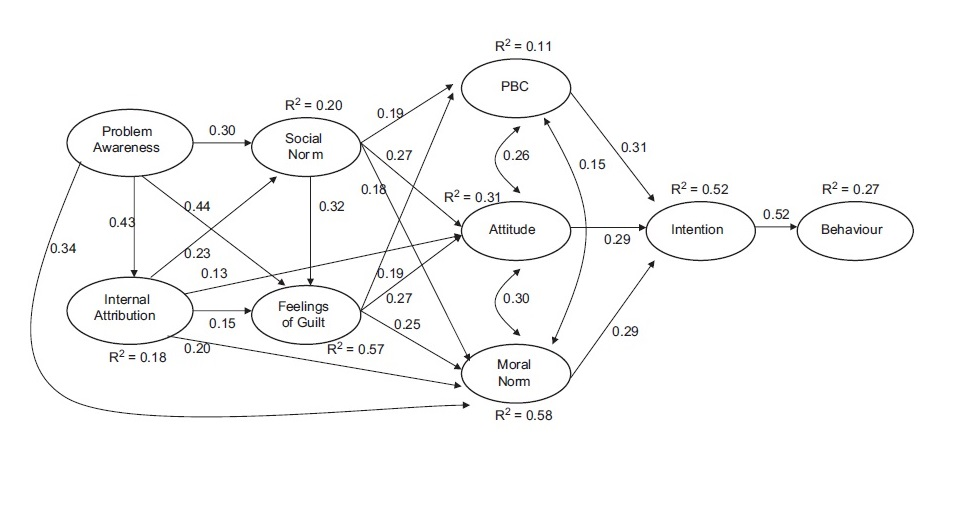 R² = 0.11
PBC
R² = 0.20
Problem
Awareness
0.30
Social
Norm
0.19
0.27
0.18
0.26
0.15
0.31
R² = 0.31
R² = 0.52
R² = 0.27
0.43
0.44
0.32
Attitude
0.29
Intention
0.52
Behaviour
0.34
0.23
0.13
0.19
Internal
Attribution
0.15
Feelings
of Guilt
0.27
0.25
0.30
0.29
R² = 0.18
0.20
R² = 0.57
Moral
Norm
R² = 0.58